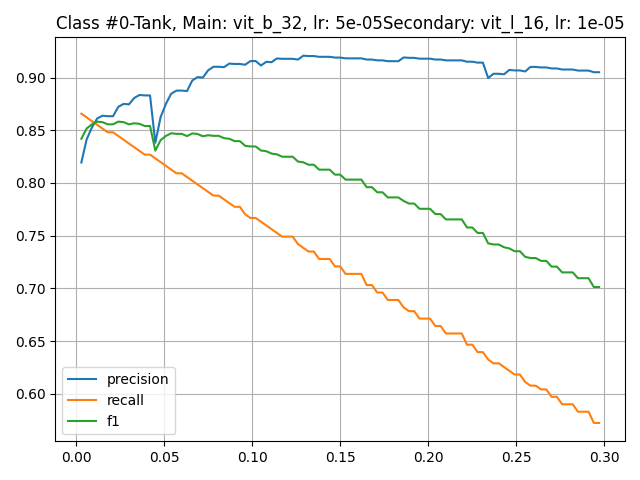 Class #0-Tank, Main: vit_b_32, lr: 5e-05Secondary: vit_l_16, lr: 1e-05
0.90
0.85
0.80
0.75
0.70
0.65
0.60
precision
recall
f1
0.00 0.05 0.10 0.15 0.20 0.25 0.30